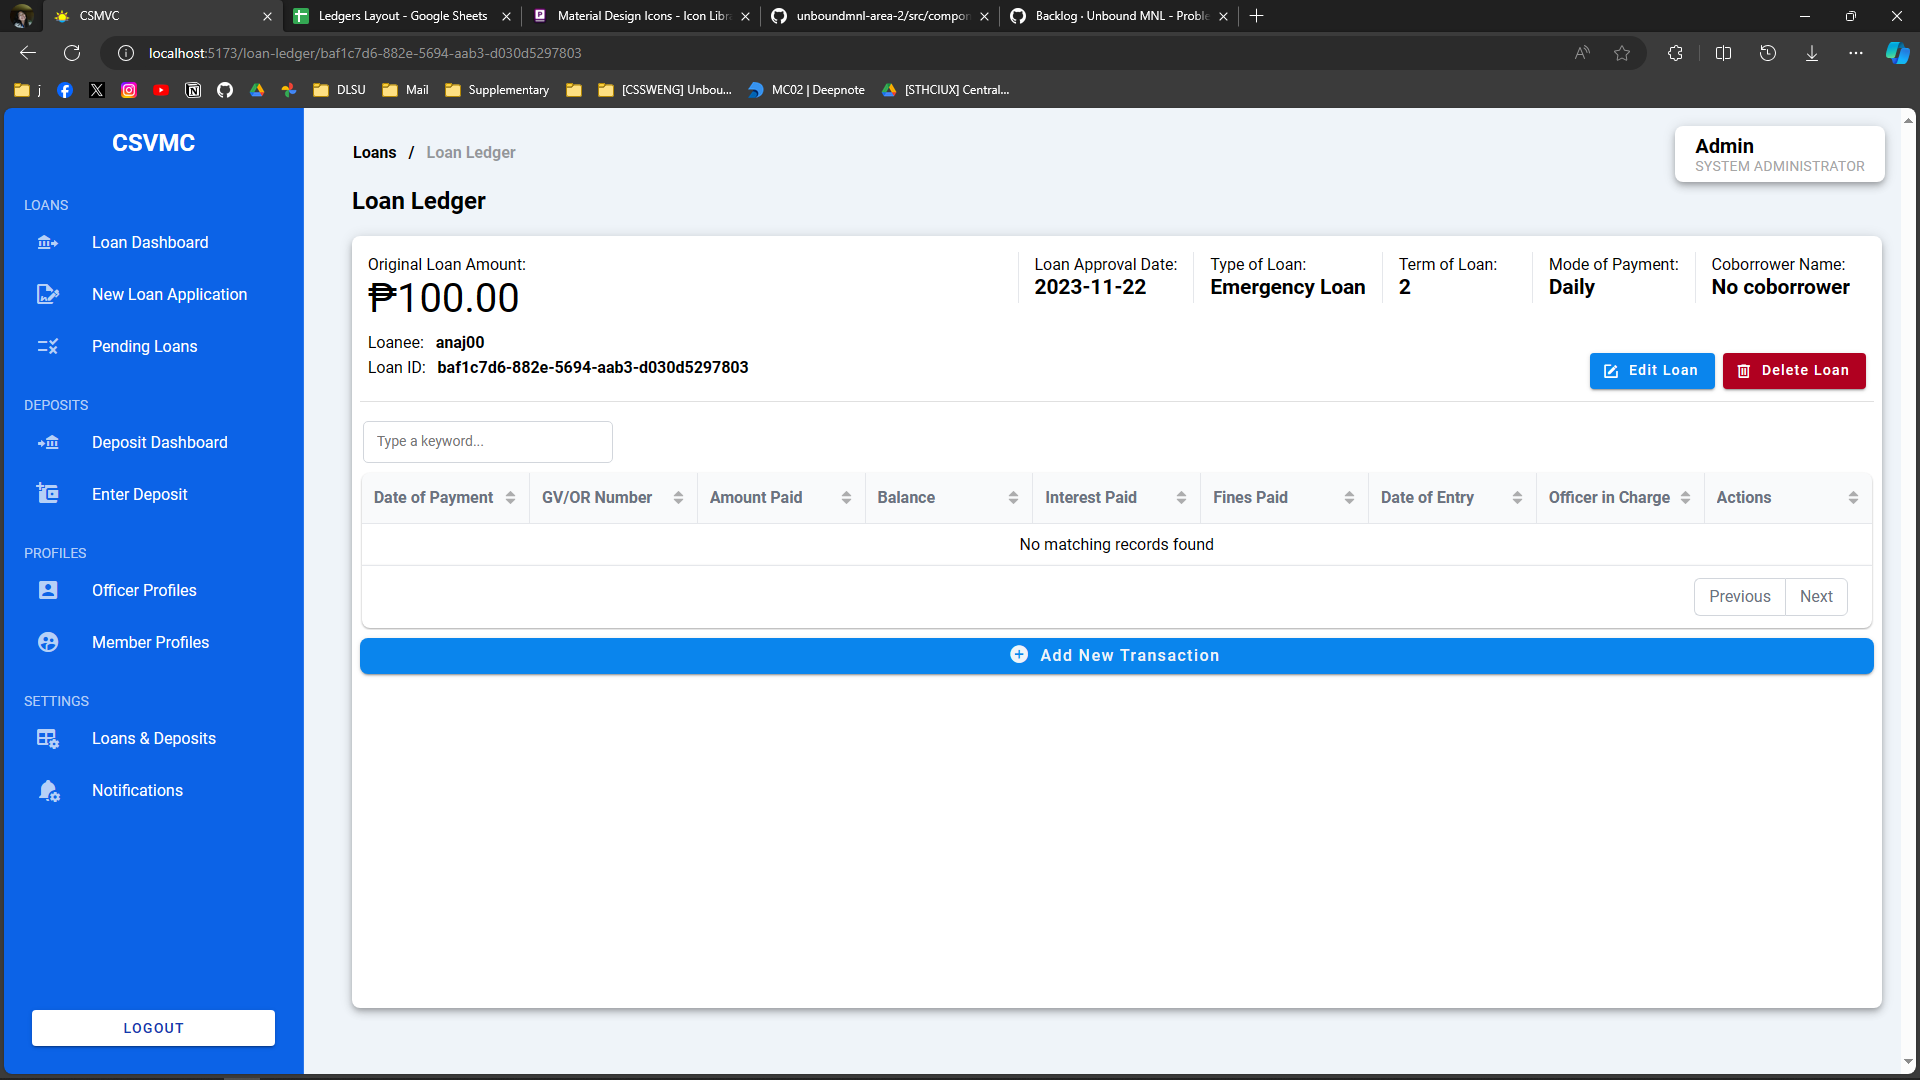 CSMVC
Ledgers Layout - Google Sheets
Material Design Icons - Icon Libr
unboundmnl-area-2/src/compon
Backlog · Unbound MNL - Proble
localhost:5173/loan-ledger/baf1c7d6-882e-5694-aab3-d030d5297803
j
DLSU
Mail
Supplementary
[CSSWENG] Unbou...
MC02 | Deepnote
[STHCIUX] Central...
CSVMC
LOANS
Loan Dashboard
New Loan Application
Pending Loans
DEPOSITS
Deposit Dashboard
Enter Deposit
PROFILES
Officer Profiles
Member Profiles
SETTINGS
Loans & Deposits
Notifications
LOGOUT
Loans / Loan Ledger
Admin
SYSTEM ADMINISTRATOR
Loan Ledger
Original Loan Amount:
₱100.00
Loan Approval Date:
2023-11-22
Type of Loan:
Emergency Loan
Term of Loan:
2
Mode of Payment:
Daily
Coborrower Name:
No coborrower
Loanee: anaj00
Loan ID: baf1c7d6-882e-5694-aab3-d030d5297803
Edit Loan
Delete Loan
Type a keyword...
Date of Payment
GV/OR Number
Amount Paid
Balance
Interest Paid
Fines Paid
Date of Entry
Officer in Charge
Actions
No matching records found
Previous
Next
Add New Transaction